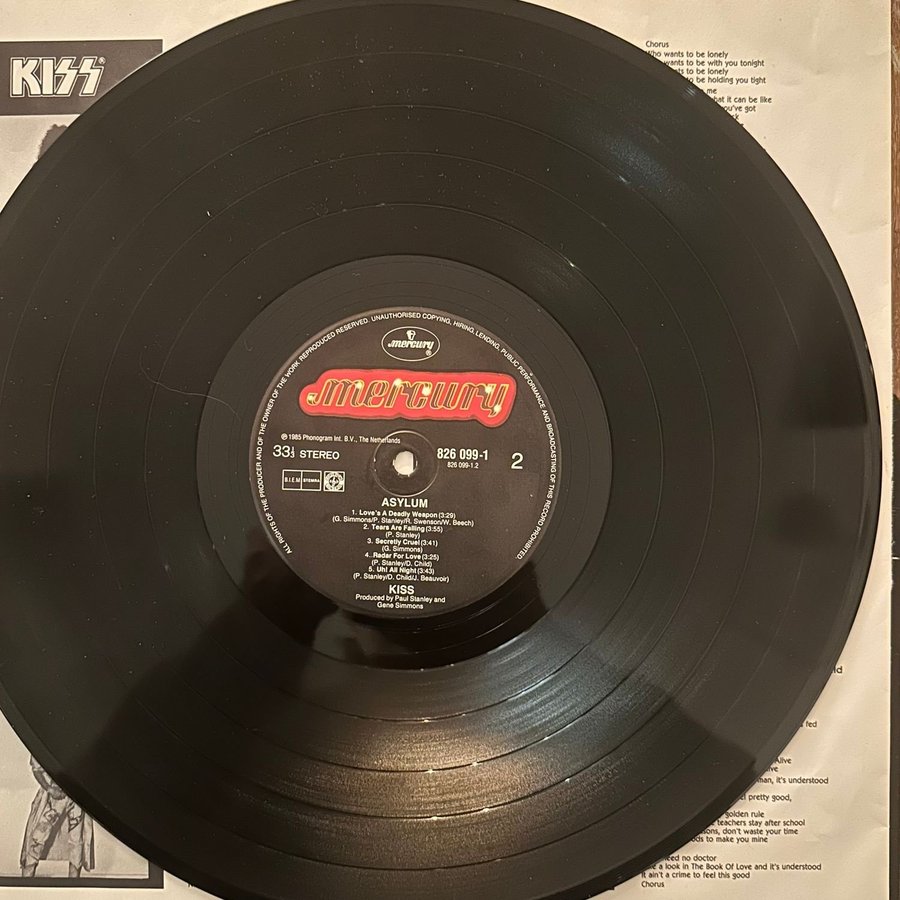 KISS®
Chorus
Who wants to be lonely
wants to be with you tonight
to be lonely
to be holding you tight
me
what it can be like
you've got
mercury ®
mercury
ALL RIGHTS OF THE PRODUCER AND OF THE OWNER OF THE WORK REPRODUCED RESERVED. UNAUTHORISED COPYING, HIRING, LENDING, PUBLIC PERFORMANCE AND BROADCASTING OF THIS RECORD PROHIBITED.
℗ 1985 Phonogram Int. B.V., The Netherlands
33⅓ STEREO
826 099-1
826 099-1.2
2
B.I.E.M STEMRA
ASYLUM
1. Love's A Deadly Weapon (3:29)
(G. Simmons/P. Stanley/R. Swenson/W. Beech)
2. Tears Are Falling (3:55)
(P. Stanley)
3. Secretly Cruel (3:41)
(G. Simmons)
4. Radar For Love (3:25)
(P. Stanley/D. Child)
5. Uh! All Night (3:43)
(P. Stanley/D. Child/J. Beauvoir)
KISS
Produced by Paul Stanley and
Gene Simmons
fed
Alive
man, it's understood
pretty good,
golden rule
teachers stay after school
don't waste your time
to make you mine
need no doctor
a look in The Book Of Love and it's understood
It ain't a crime to feel this good
Chorus